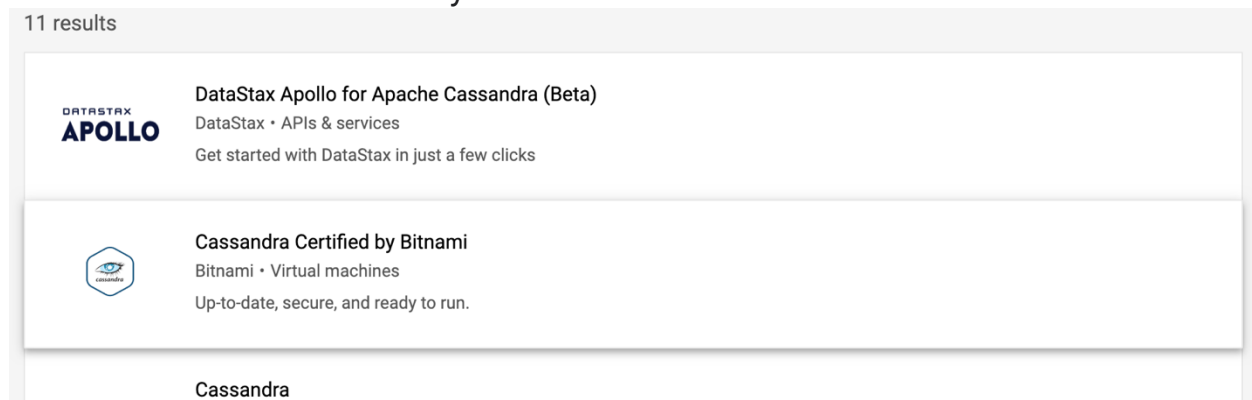 11 results
DataStax Apollo for Apache Cassandra (Beta)
DATASTAX
APOLLO
DataStax • APIs & services
Get started with DataStax in just a few clicks
Cassandra Certified by Bitnami
cassandra
Bitnami • Virtual machines
Up-to-date, secure, and ready to run.
Cassandra